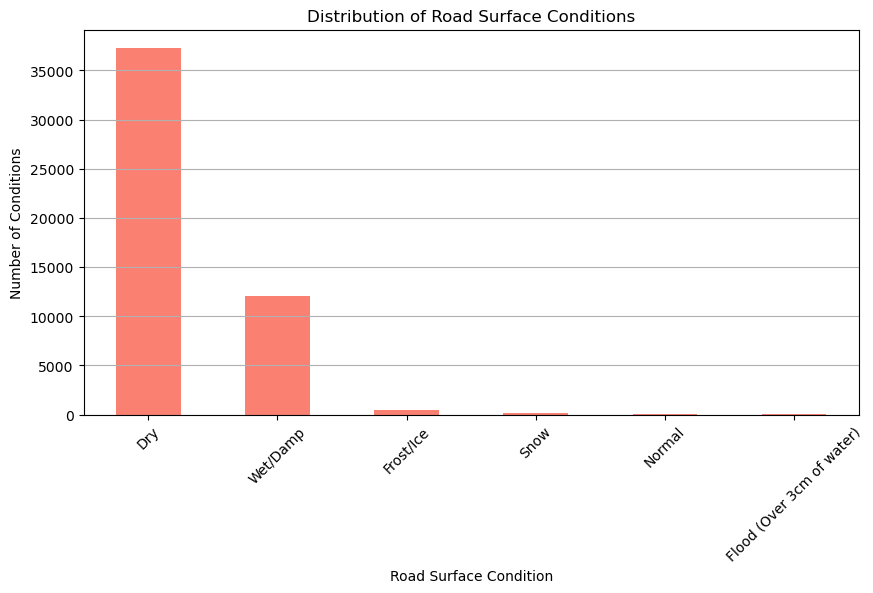 Distribution of Road Surface Conditions
Number of Conditions
35000
30000
25000
20000
15000
10000
5000
0
Dry
Wet/Damp
Frost/Ice
Snow
Normal
Flood (Over 3cm of water)
Road Surface Condition